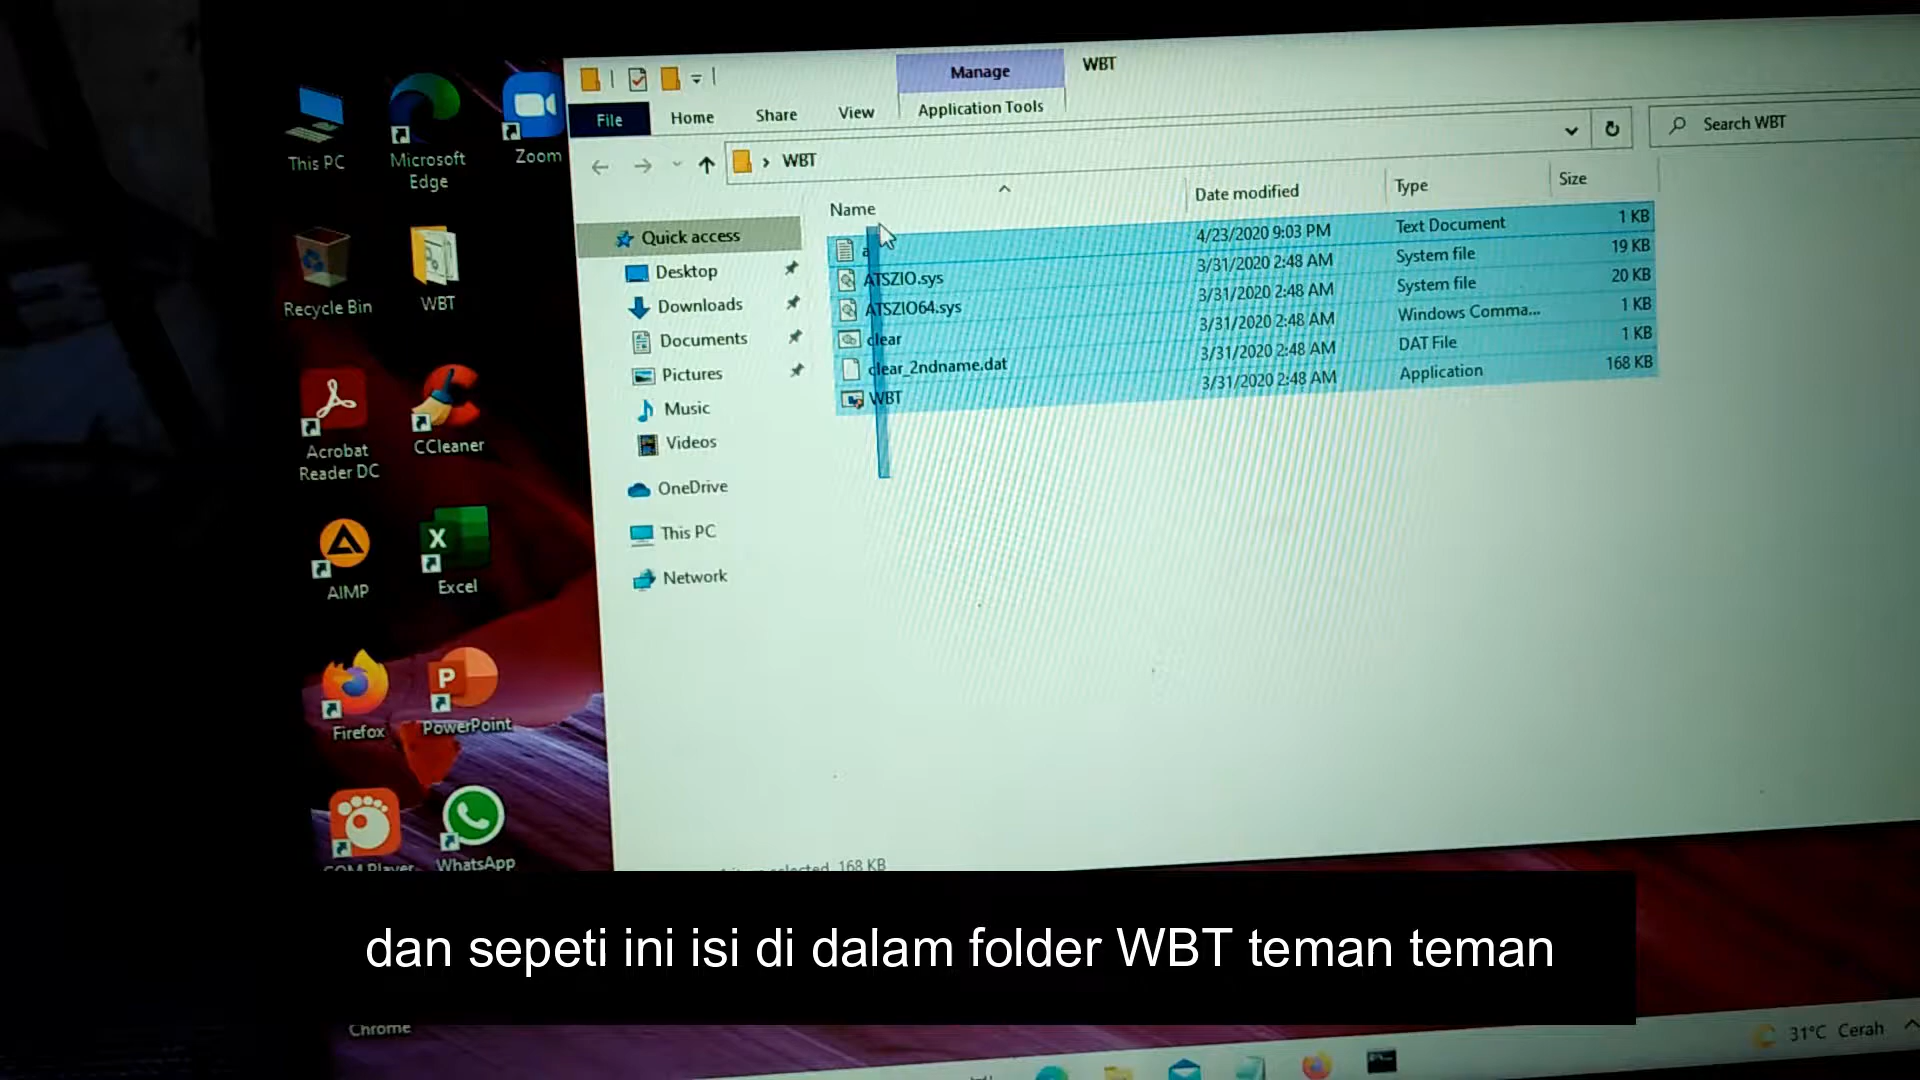 Manage
WBT
File
Home
Share
View
Application Tools
WBT
Search WBT
Name
Date modified
Type
Size
4/23/2020 9:03 PM
Text Document
1 KB
ATSZIO.sys
3/31/2020 2:48 AM
System file
19 KB
ATSZIO64.sys
3/31/2020 2:48 AM
System file
20 KB
clear
3/31/2020 2:48 AM
Windows Comma...
1 KB
clear_2ndname.dat
3/31/2020 2:48 AM
DAT File
1 KB
WBT
3/31/2020 2:48 AM
Application
168 KB
Quick access
Desktop
Downloads
Documents
Pictures
Music
Videos
OneDrive
This PC
Network
selected 168 KB
This PC
Microsoft
Edge
Zoom
Recycle Bin
WBT
Acrobat
Reader DC
CCleaner
AIMP
Excel
Firefox
PowerPoint
GOM Player
WhatsApp
Chrome
dan sepeti ini isi di dalam folder WBT teman teman
31°C Cerah